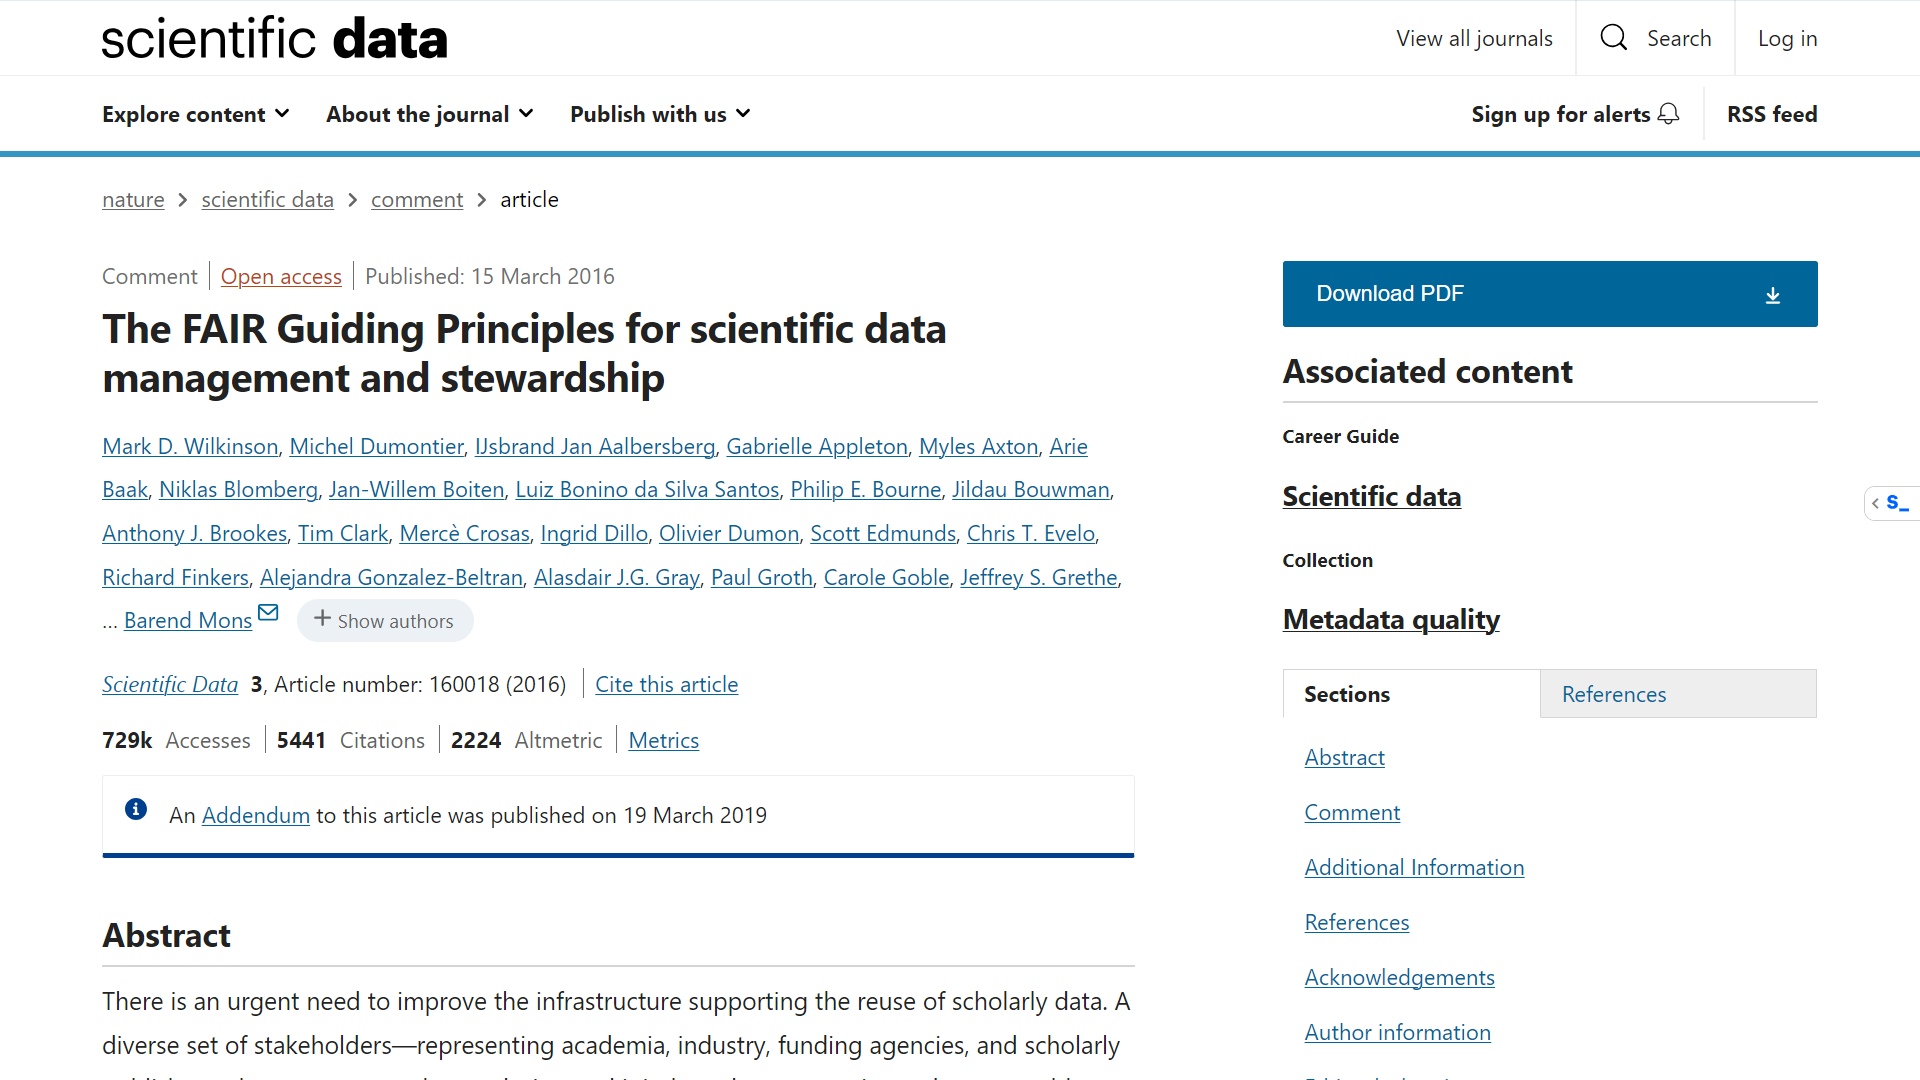 scientific data
View all journals
Search
Log in
Explore content
About the journal
Publish with us
Sign up for alerts
RSS feed
nature > scientific data > comment > article
Comment | Open access | Published: 15 March 2016
The FAIR Guiding Principles for scientific data
management and stewardship
Mark D. Wilkinson, Michel Dumontier, IJsbrand Jan Aalbersberg, Gabrielle Appleton, Myles Axton, Arie
Baak, Niklas Blomberg, Jan-Willem Boiten, Luiz Bonino da Silva Santos, Philip E. Bourne, Jildau Bouwman,
Anthony J. Brookes, Tim Clark, Mercè Crosas, Ingrid Dillo, Olivier Dumon, Scott Edmunds, Chris T. Evelo,
Richard Finkers, Alejandra Gonzalez-Beltran, Alasdair J.G. Gray, Paul Groth, Carole Goble, Jeffrey S. Grethe,
... Barend Mons + Show authors
Scientific Data 3, Article number: 160018 (2016) | Cite this article
729k Accesses | 5441 Citations | 2224 Altmetric | Metrics
An Addendum to this article was published on 19 March 2019
Abstract
There is an urgent need to improve the infrastructure supporting the reuse of scholarly data. A
diverse set of stakeholders—representing academia, industry, funding agencies, and scholarly
Download PDF
Associated content
Career Guide
Scientific data
Collection
Metadata quality
Sections
References
Abstract
Comment
Additional Information
References
Acknowledgements
Author information
< S_